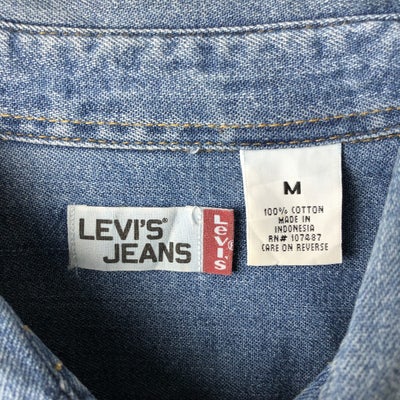 LEVI'S®
JEANS
Levi's®
M
100% COTTON
MADE IN
INDONESIA
RN# 107487
CARE ON REVERSE